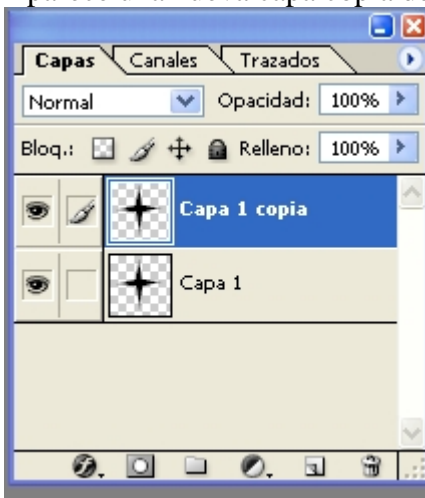 Capas Canales Trazados
Normal Opacidad: 100%
Bloq.: Relleno: 100%
Capa 1 copia
Capa 1